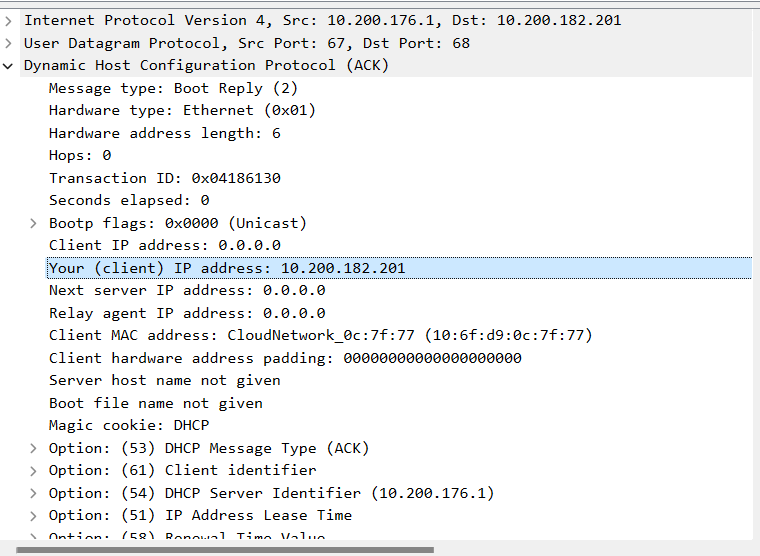 Internet Protocol Version 4, Src: 10.200.176.1, Dst: 10.200.182.201
User Datagram Protocol, Src Port: 67, Dst Port: 68
Dynamic Host Configuration Protocol (ACK)
Message type: Boot Reply (2)
Hardware type: Ethernet (0x01)
Hardware address length: 6
Hops: 0
Transaction ID: 0x04186130
Seconds elapsed: 0
Bootp flags: 0x0000 (Unicast)
Client IP address: 0.0.0.0
Your (client) IP address: 10.200.182.201
Next server IP address: 0.0.0.0
Relay agent IP address: 0.0.0.0
Client MAC address: CloudNetwork_0c:7f:77 (10:6f:d9:0c:7f:77)
Client hardware address padding: 00000000000000000000
Server host name not given
Boot file name not given
Magic cookie: DHCP
Option: (53) DHCP Message Type (ACK)
Option: (61) Client identifier
Option: (54) DHCP Server Identifier (10.200.176.1)
Option: (51) IP Address Lease Time
Option: (58) Renewal Time Value